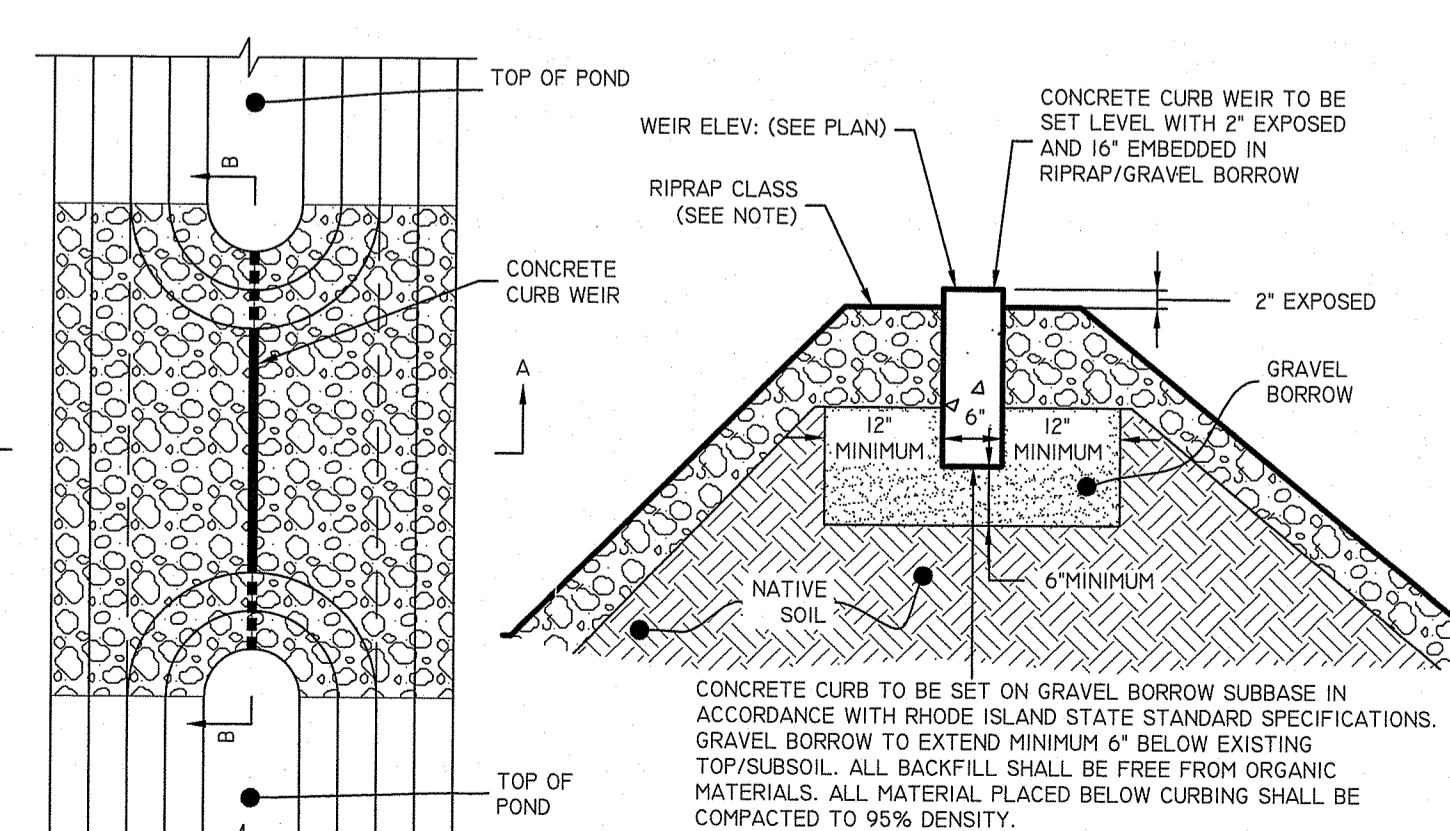 TOP OF POND
B
CONCRETE
CURB WEIR
A
B
TOP OF
POND
WEIR ELEV: (SEE PLAN)
RIPRAP CLASS
(SEE NOTE)
CONCRETE CURB WEIR TO BE
SET LEVEL WITH 2" EXPOSED
AND 16" EMBEDDED IN
RIPRAP/GRAVEL BORROW
2" EXPOSED
GRAVEL
BORROW
12"
MINIMUM
6"
12"
MINIMUM
6"MINIMUM
NATIVE
SOIL
CONCRETE CURB TO BE SET ON GRAVEL BORROW SUBBASE IN
ACCORDANCE WITH RHODE ISLAND STATE STANDARD SPECIFICATIONS.
GRAVEL BORROW TO EXTEND MINIMUM 6" BELOW EXISTING
TOP/SUBSOIL. ALL BACKFILL SHALL BE FREE FROM ORGANIC
MATERIALS. ALL MATERIAL PLACED BELOW CURBING SHALL BE
COMPACTED TO 95% DENSITY.